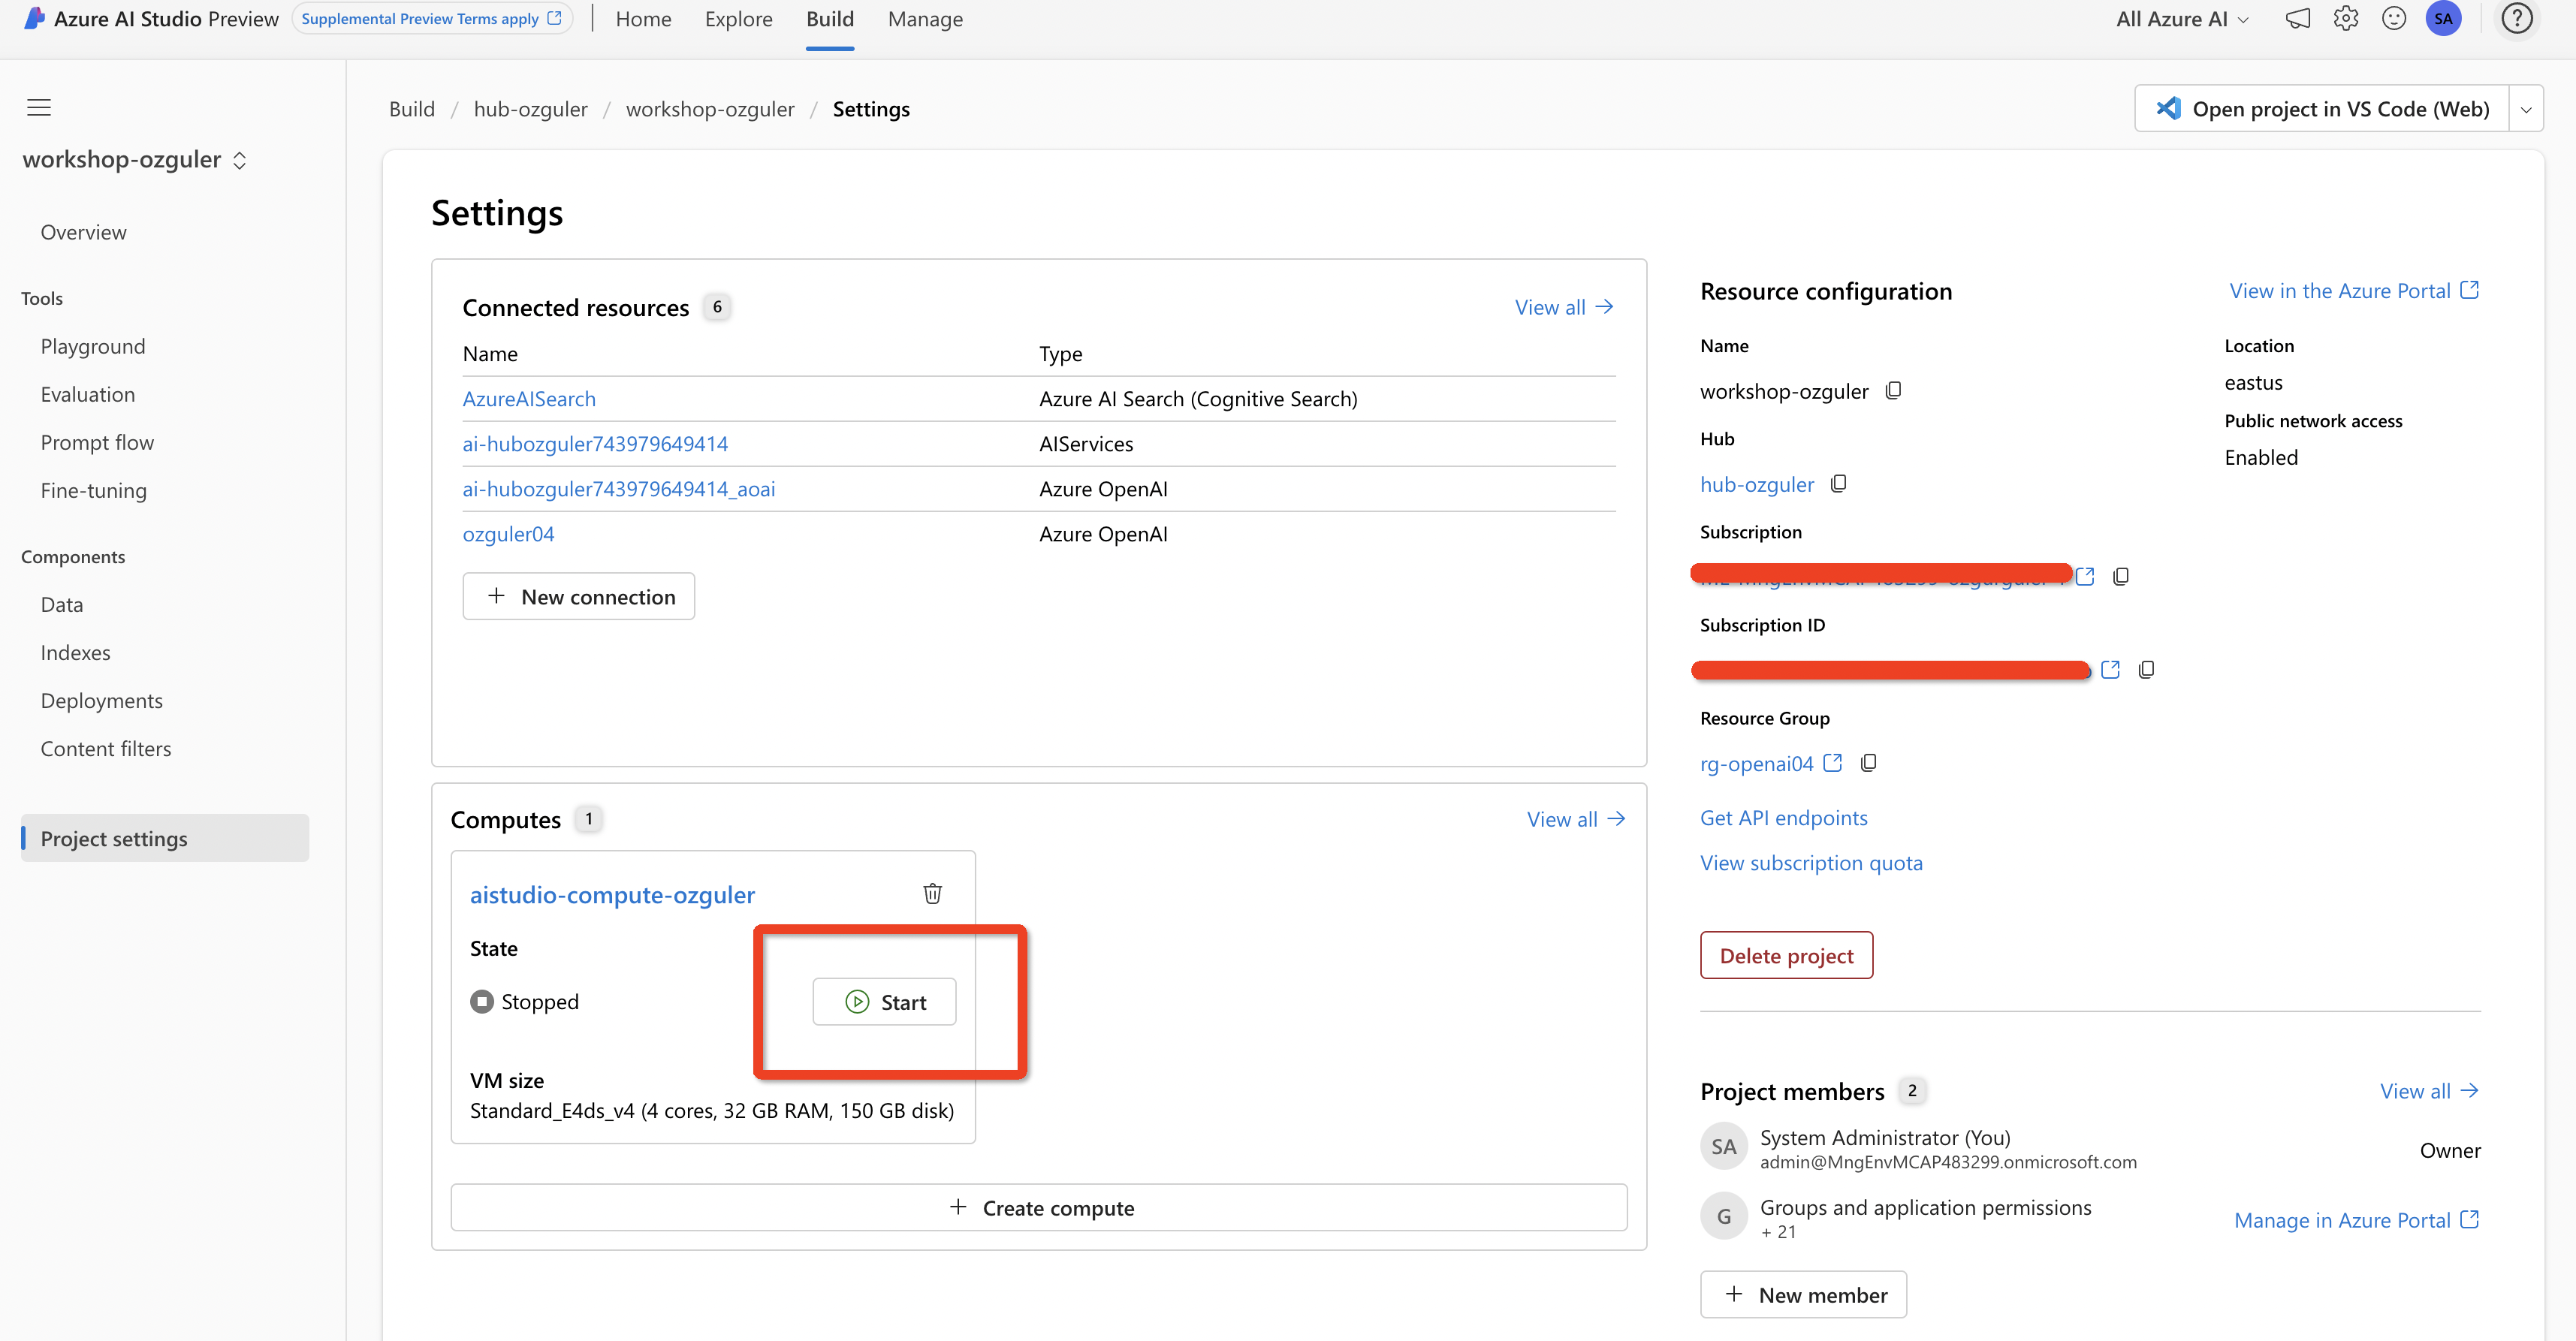 Azure AI Studio Preview
Supplemental Preview Terms apply
Home
Explore
Build
Manage
All Azure AI
SA
workshop-ozguler
Overview
Tools
Playground
Evaluation
Prompt flow
Fine-tuning
Components
Data
Indexes
Deployments
Content filters
Project settings
Build / hub-ozguler / workshop-ozguler / Settings
Open project in VS Code (Web)
Settings
Connected resources 6
View all
Name Type
AzureAISearch Azure AI Search (Cognitive Search)
ai-hubozguler743979649414 AIServices
ai-hubozguler743979649414_aoai Azure OpenAI
ozguler04 Azure OpenAI
+ New connection
Computes 1
View all
aistudio-compute-ozguler
State
Stopped
Start
VM size
Standard_E4ds_v4 (4 cores, 32 GB RAM, 150 GB disk)
+ Create compute
Resource configuration
View in the Azure Portal
Name
workshop-ozguler
Hub
hub-ozguler
Location
eastus
Public network access
Enabled
Subscription
Subscription ID
Resource Group
rg-openai04
Get API endpoints
View subscription quota
Delete project
Project members 2
View all
SA
System Administrator (You)
admin@MngEnvMCAP483299.onmicrosoft.com
Owner
G
Groups and application permissions
+ 21
Manage in Azure Portal
+ New member